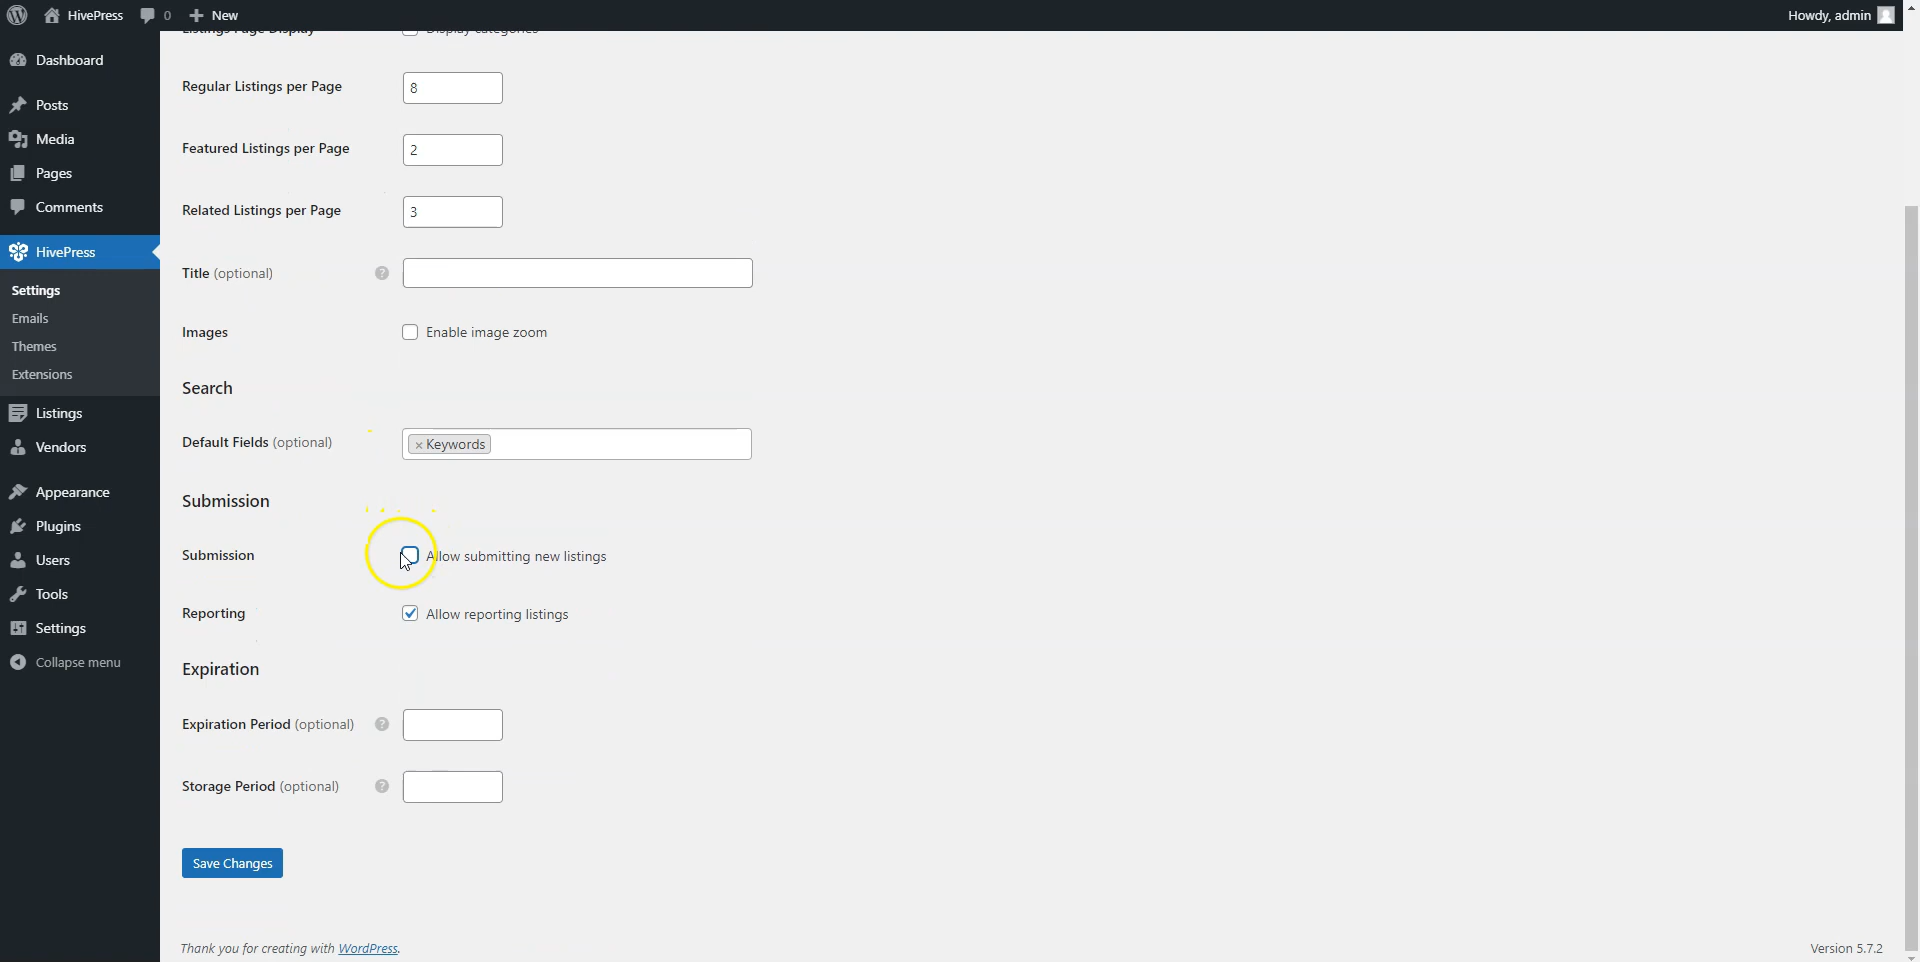 HivePress
0
New
Howdy, admin
Dashboard
Posts
Media
Pages
Comments
HivePress
Settings
Emails
Themes
Extensions
Listings
Vendors
Appearance
Plugins
Users
Tools
Settings
Collapse menu
Listings Page Display
Display categories
Regular Listings per Page
8
Featured Listings per Page
2
Related Listings per Page
3
Title (optional)
?
Images
Enable image zoom
Search
Default Fields (optional)
× Keywords
Submission
Submission
Allow submitting new listings
Reporting
Allow reporting listings
Expiration
Expiration Period (optional)
?
Storage Period (optional)
?
Save Changes
Thank you for creating with WordPress.
Version 5.7.2